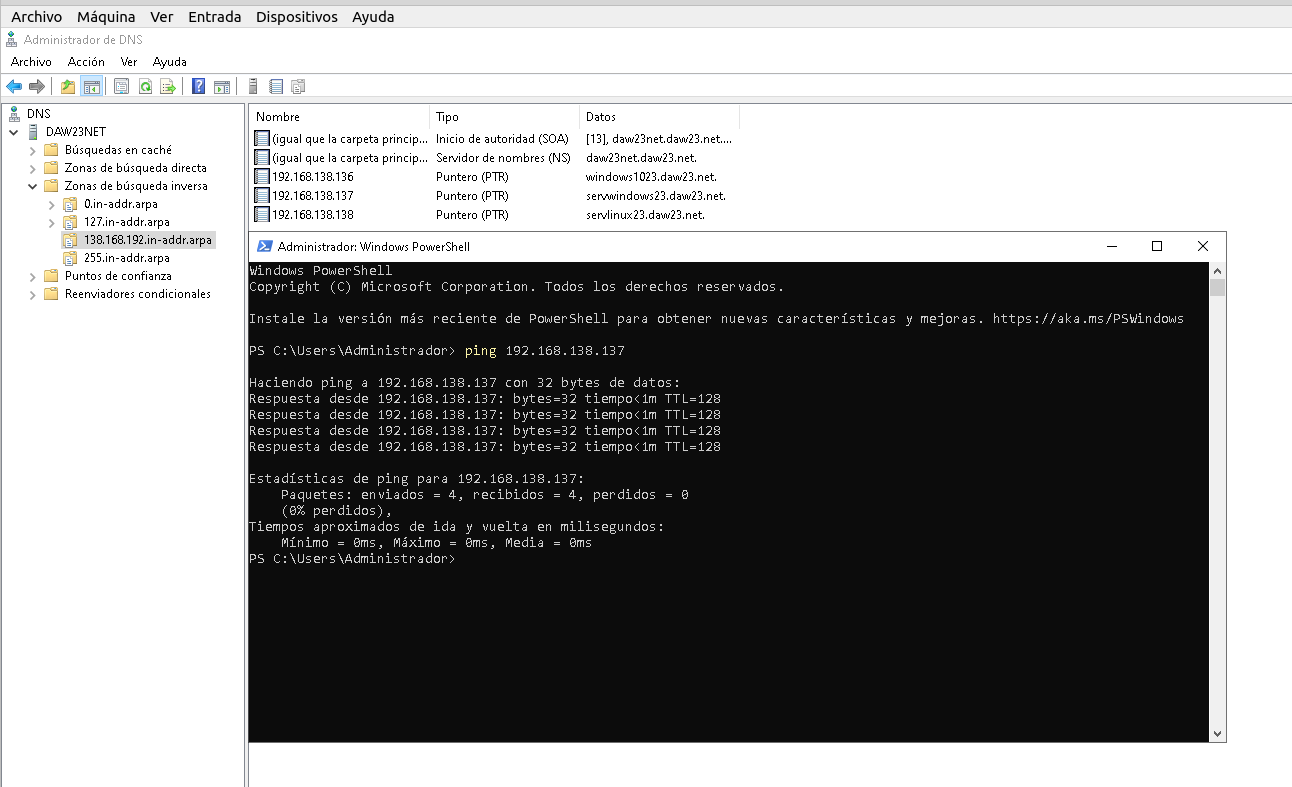 Archivo Máquina Ver Entrada Dispositivos Ayuda
Administrador de DNS
Archivo Acción Ver Ayuda
DNS
DAW23NET
Búsquedas en caché
Zonas de búsqueda directa
Zonas de búsqueda inversa
0.in-addr.arpa
127.in-addr.arpa
138.168.192.in-addr.arpa
255.in-addr.arpa
Puntos de confianza
Reenviadores condicionales
Nombre Tipo Datos
(igual que la carpeta princip... Inicio de autoridad (SOA) [13], daw23net.daw23.net....
(igual que la carpeta princip... Servidor de nombres (NS) daw23net.daw23.net.
192.168.138.136 Puntero (PTR) windows1023.daw23.net.
192.168.138.137 Puntero (PTR) servwindows23.daw23.net.
192.168.138.138 Puntero (PTR) servlinux23.daw23.net.
Administrador: Windows PowerShell
Windows PowerShell
Copyright (C) Microsoft Corporation. Todos los derechos reservados.
Instale la versión más reciente de PowerShell para obtener nuevas características y mejoras. https://aka.ms/PSWindows
PS C:\Users\Administrador> ping 192.168.138.137
Haciendo ping a 192.168.138.137 con 32 bytes de datos:
Respuesta desde 192.168.138.137: bytes=32 tiempo<1m TTL=128
Respuesta desde 192.168.138.137: bytes=32 tiempo<1m TTL=128
Respuesta desde 192.168.138.137: bytes=32 tiempo<1m TTL=128
Respuesta desde 192.168.138.137: bytes=32 tiempo<1m TTL=128
Estadísticas de ping para 192.168.138.137:
Paquetes: enviados = 4, recibidos = 4, perdidos = 0
(0% perdidos),
Tiempos aproximados de ida y vuelta en milisegundos:
Mínimo = 0ms, Máximo = 0ms, Media = 0ms
PS C:\Users\Administrador>